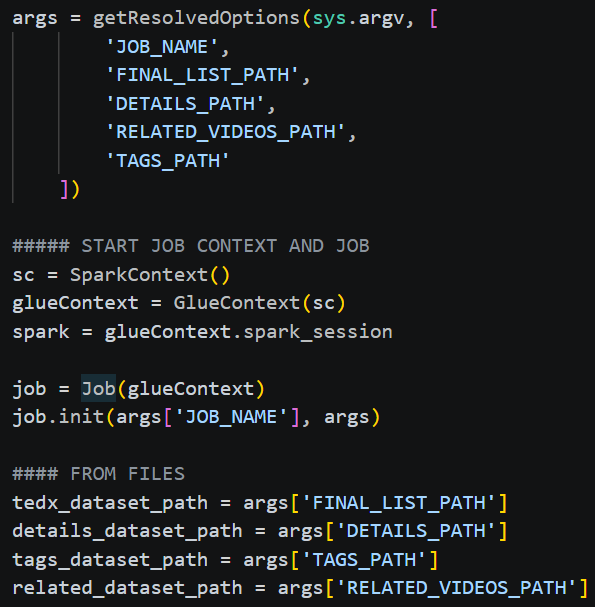 args = getResolvedOptions(sys.argv, [
'JOB_NAME',
'FINAL_LIST_PATH',
'DETAILS_PATH',
'RELATED_VIDEOS_PATH',
'TAGS_PATH'
])
##### START JOB CONTEXT AND JOB
sc = SparkContext()
glueContext = GlueContext(sc)
spark = glueContext.spark_session
job = Job(glueContext)
job.init(args['JOB_NAME'], args)
#### FROM FILES
tedx_dataset_path = args['FINAL_LIST_PATH']
details_dataset_path = args['DETAILS_PATH']
tags_dataset_path = args['TAGS_PATH']
related_dataset_path = args['RELATED_VIDEOS_PATH']